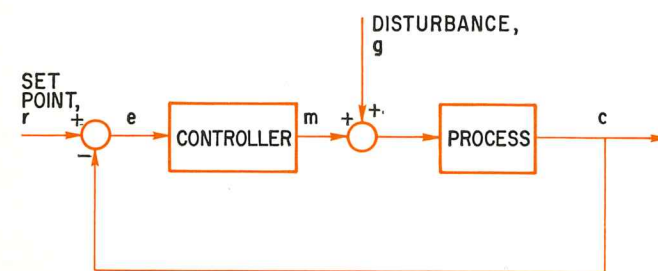 DISTURBANCE,
g
SET
POINT,
r
+
e
CONTROLLER
m
+
+
PROCESS
c
−